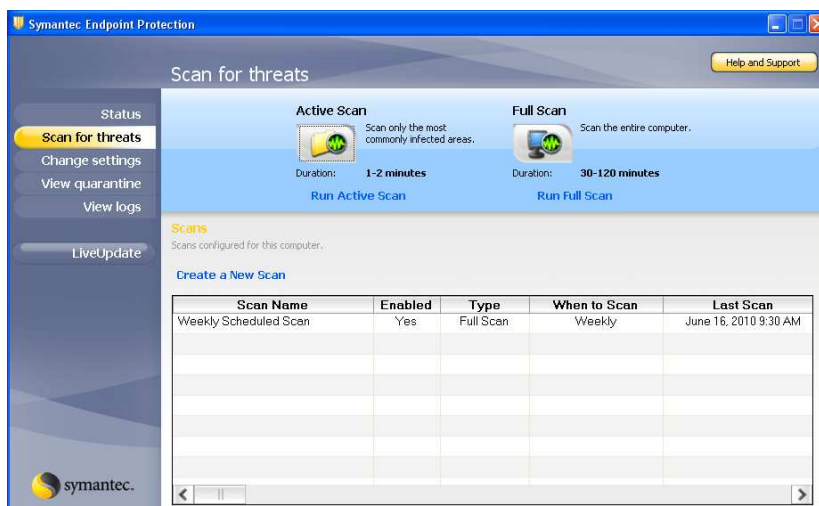 Symantec Endpoint Protection
Scan for threats
Help and Support
Status
Scan for threats
Change settings
View quarantine
View logs
LiveUpdate
Active Scan
Scan only the most
commonly infected areas.
Duration: 1-2 minutes
Run Active Scan
Full Scan
Scan the entire computer.
Duration: 30-120 minutes
Run Full Scan
Scans
Scans configured for this computer.
Create a New Scan
Scan Name Enabled Type When to Scan Last Scan
Weekly Scheduled Scan Yes Full Scan Weekly June 16, 2010 9:30 AM
symantec.